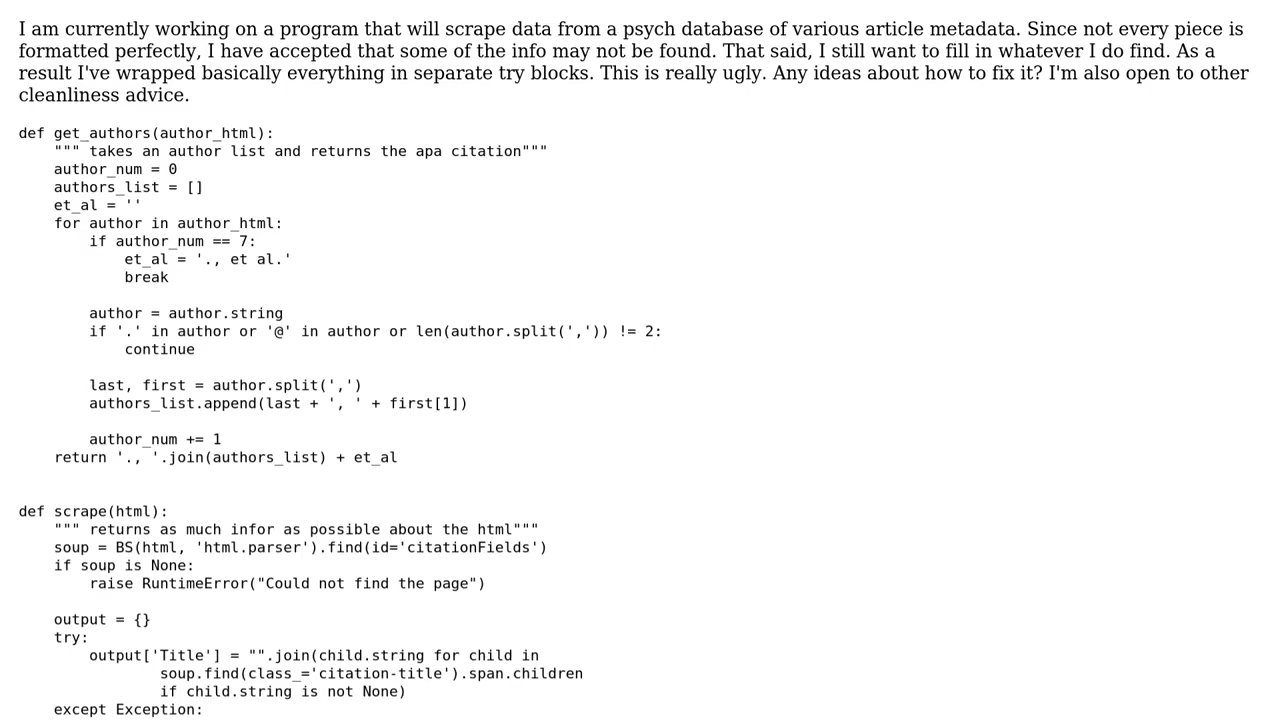 I am currently working on a program that will scrape data from a psych database of various article metadata. Since not every piece is
formatted perfectly, I have accepted that some of the info may not be found. That said, I still want to fill in whatever I do find. As a
result I've wrapped basically everything in separate try blocks. This is really ugly. Any ideas about how to fix it? I'm also open to other
cleanliness advice.
def get_authors(author_html):
    """ takes an author list and returns the apa citation"""
    author_num = 0
    authors_list = []
    et_al = ''
    for author in author_html:
        if author_num == 7:
            et_al = '., et al.'
            break

        author = author.string
        if '.' in author or '@' in author or len(author.split(',')) != 2:
            continue

        last, first = author.split(',')
        authors_list.append(last + ', ' + first[1])

        author_num += 1
    return '., '.join(authors_list) + et_al


def scrape(html):
    """ returns as much infor as possible about the html"""
    soup = BS(html, 'html.parser').find(id='citationFields')
    if soup is None:
        raise RuntimeError("Could not find the page")

    output = {}
    try:
        output['Title'] = "".join(child.string for child in
                soup.find(class_='citation-title').span.children
                if child.string is not None)
    except Exception: